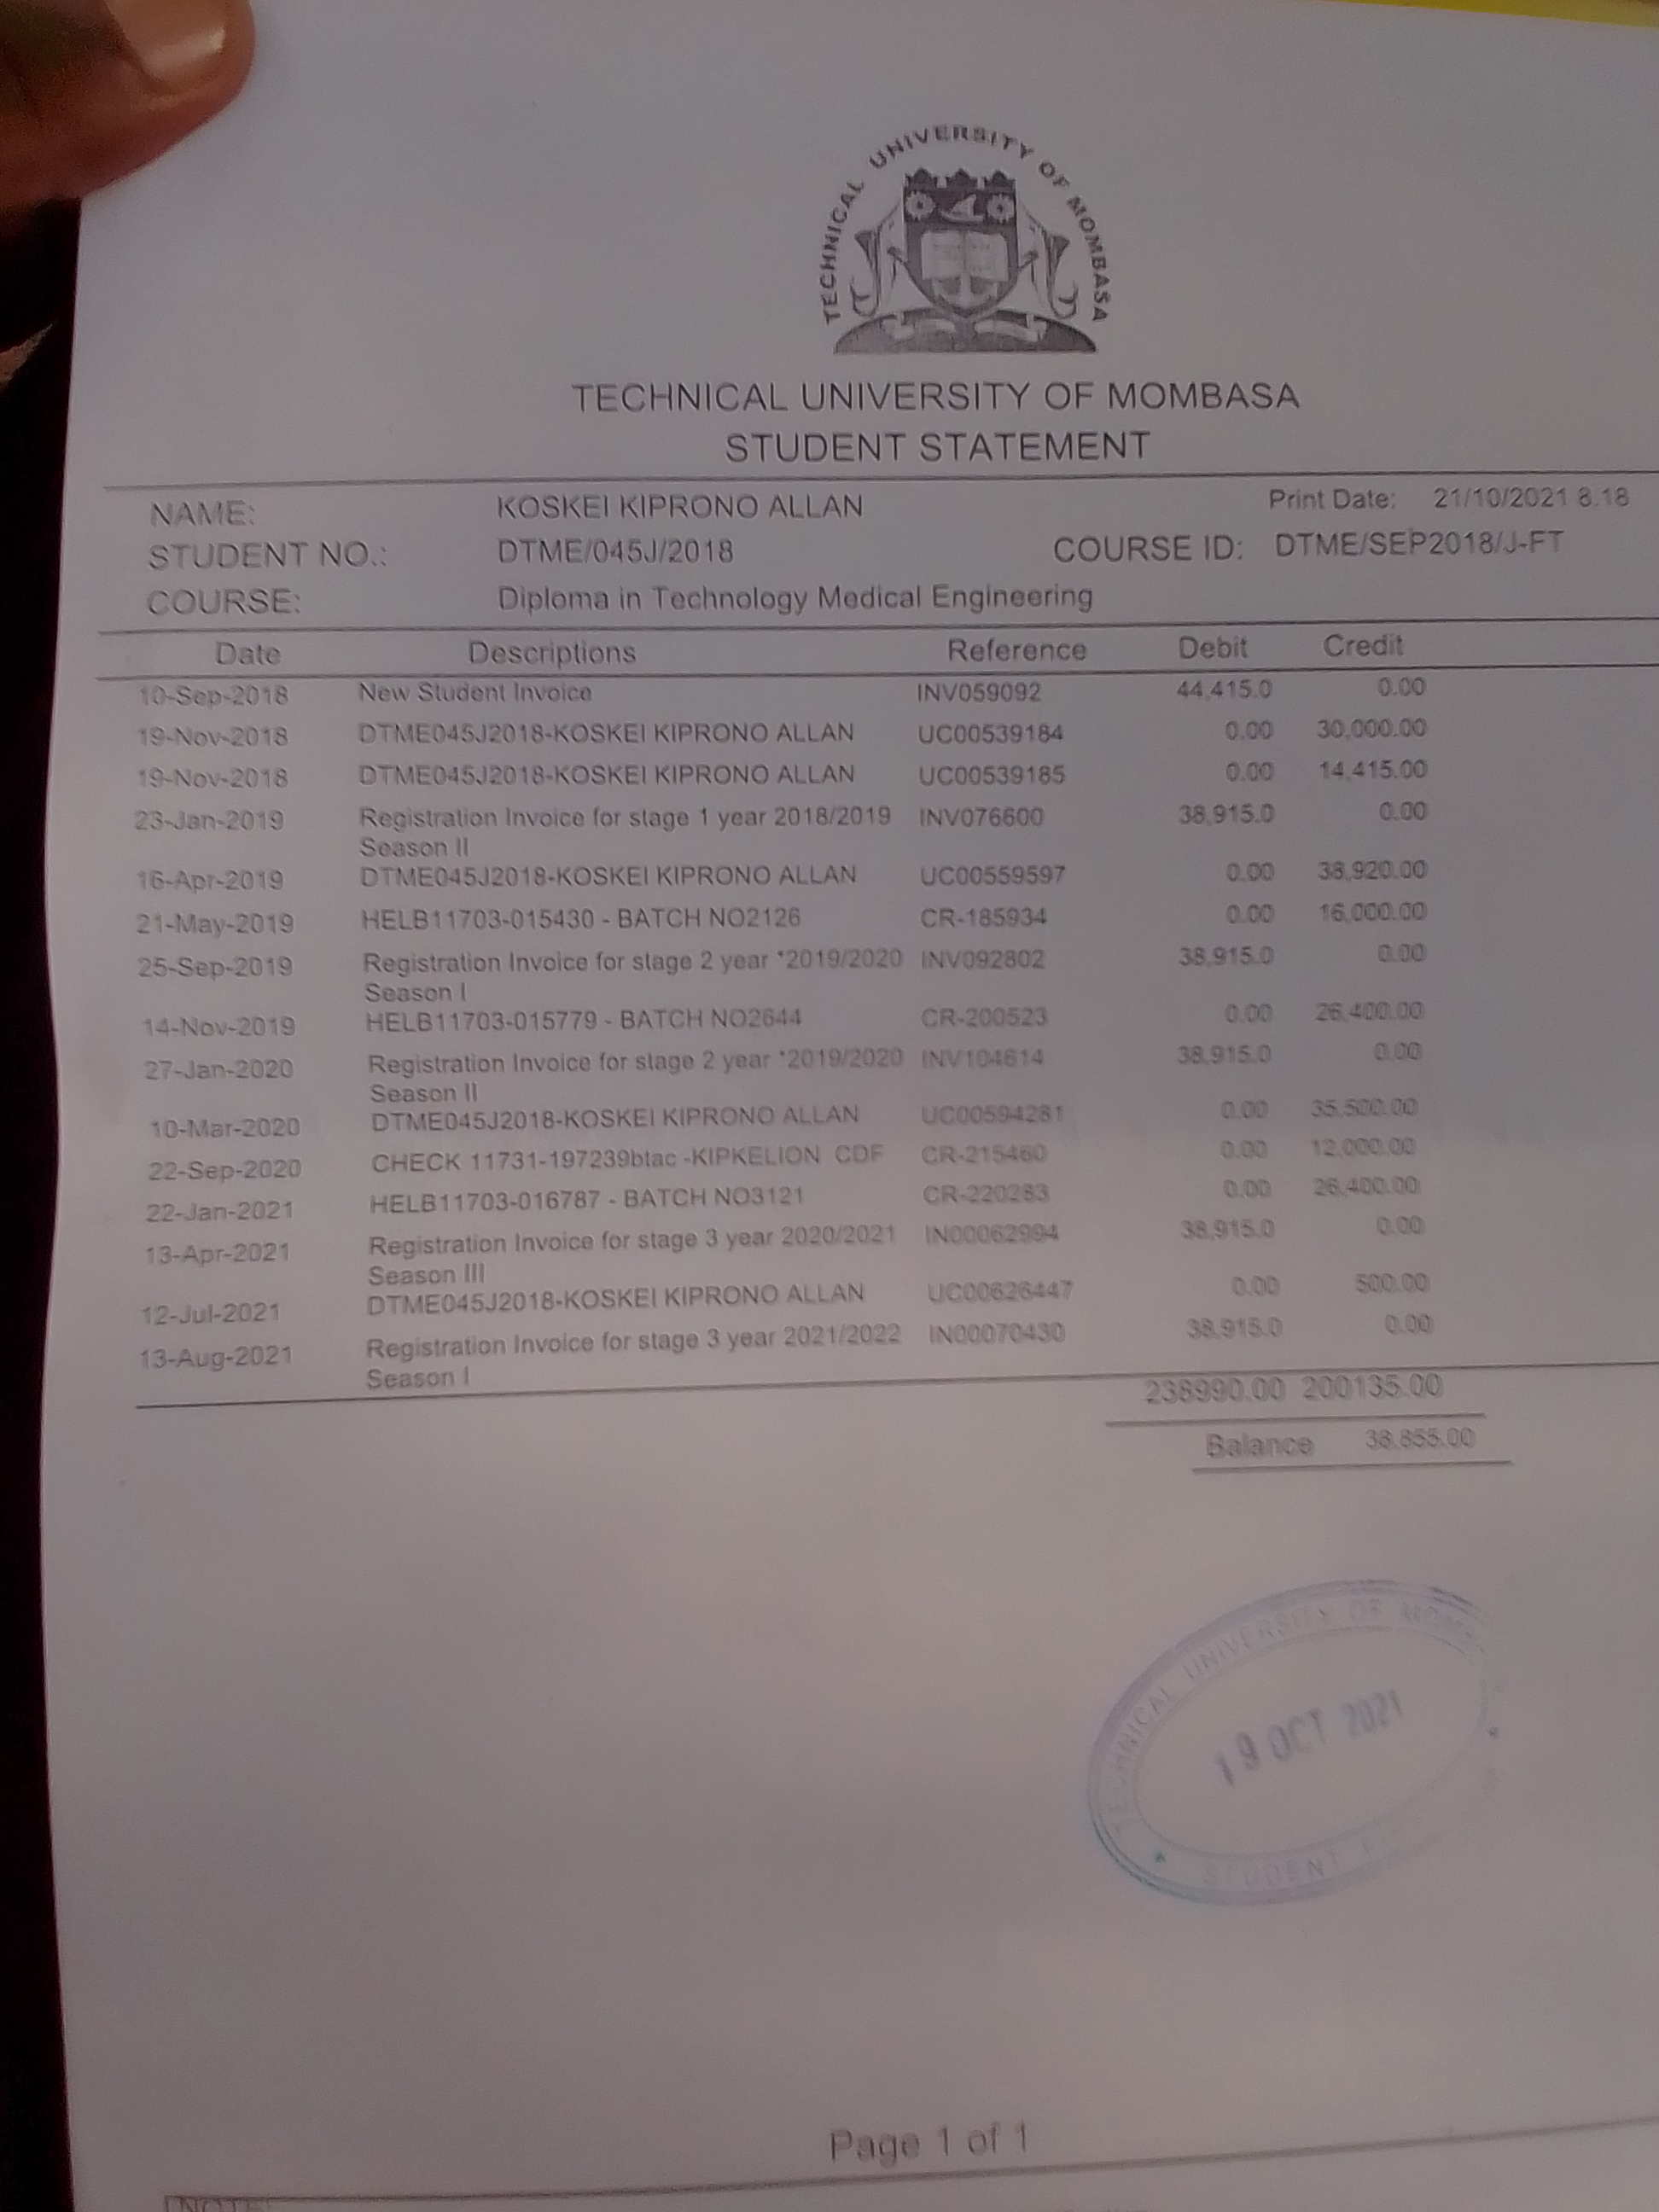 TECHNICAL UNIVERSITY OF MOMBASA
TECHNICAL UNIVERSITY OF MOMBASA
STUDENT STATEMENT
NAME: KOSKEI KIPRONO ALLAN Print Date: 21/10/2021 8.18
STUDENT NO.: DTME/045J/2018 COURSE ID: DTME/SEP2018/J-FT
COURSE: Diploma in Technology Medical Engineering
Date Descriptions Reference Debit Credit
10-Sep-2018 New Student Invoice INV059092 44,415.0 0.00
19-Nov-2018 DTME045J2018-KOSKEI KIPRONO ALLAN UC00539184 0.00 30,000.00
19-Nov-2018 DTME045J2018-KOSKEI KIPRONO ALLAN UC00539185 0.00 14,415.00
23-Jan-2019 Registration Invoice for stage 1 year 2018/2019 INV076600 38,915.0 0.00
Season II
16-Apr-2019 DTME045J2018-KOSKEI KIPRONO ALLAN UC00559597 0.00 38,920.00
21-May-2019 HELB11703-015430 - BATCH NO2126 CR-185934 0.00 16,000.00
25-Sep-2019 Registration Invoice for stage 2 year *2019/2020 INV092802 38,915.0 0.00
Season I
14-Nov-2019 HELB11703-015779 - BATCH NO2644 CR-200523 0.00 26,400.00
27-Jan-2020 Registration Invoice for stage 2 year *2019/2020 INV104614 38,915.0 0.00
Season II
10-Mar-2020 DTME045J2018-KOSKEI KIPRONO ALLAN UC00594281 0.00 35,500.00
22-Sep-2020 CHECK 11731-197239btac -KIPKELION CDF CR-215460 0.00 12,000.00
22-Jan-2021 HELB11703-016787 - BATCH NO3121 CR-220283 0.00 26,400.00
13-Apr-2021 Registration Invoice for stage 3 year 2020/2021 IN00062994 38,915.0 0.00
Season III
12-Jul-2021 DTME045J2018-KOSKEI KIPRONO ALLAN UC00626447 0.00 500.00
13-Aug-2021 Registration Invoice for stage 3 year 2021/2022 IN00070430 38,915.0 0.00
Season I
238990.00 200135.00
Balance 38,855.00
TECHNICAL UNIVERSITY OF
19 OCT 2021
STUDENT
Page 1 of 1
NOTE